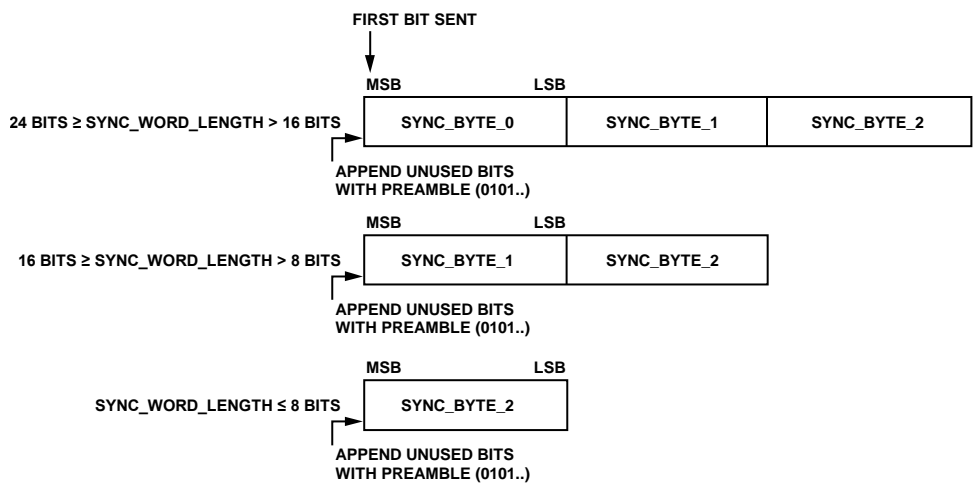 FIRST BIT SENT
MSB LSB
24 BITS ≥ SYNC_WORD_LENGTH > 16 BITS SYNC_BYTE_0 SYNC_BYTE_1 SYNC_BYTE_2
APPEND UNUSED BITS
WITH PREAMBLE (0101..)
MSB LSB
16 BITS ≥ SYNC_WORD_LENGTH > 8 BITS SYNC_BYTE_1 SYNC_BYTE_2
APPEND UNUSED BITS
WITH PREAMBLE (0101..)
MSB LSB
SYNC_WORD_LENGTH ≤ 8 BITS SYNC_BYTE_2
APPEND UNUSED BITS
WITH PREAMBLE (0101..)